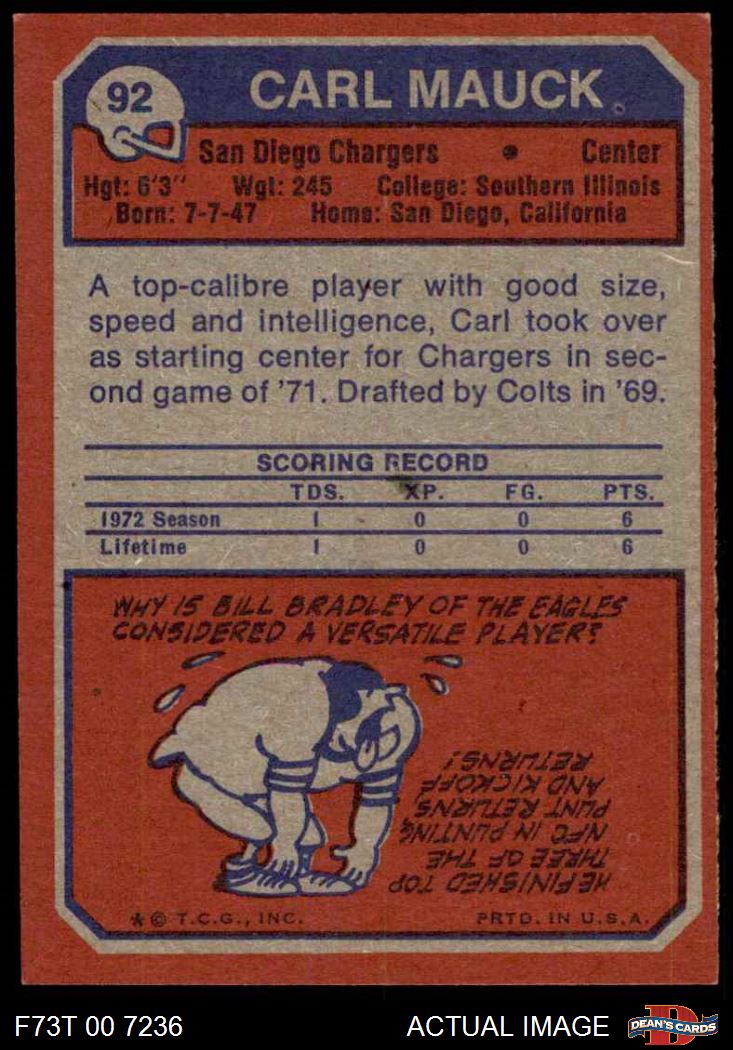 92
CARL MAUCK
San Diego Chargers • Center
Hgt: 6'3" Wgt: 245 College: Southern Illinois
Born: 7-7-47 Home: San Diego, California
A top-calibre player with good size,
speed and intelligence, Carl took over
as starting center for Chargers in sec-
ond game of '71. Drafted by Colts in '69.
SCORING RECORD
TDS. XP. FG. PTS.
1972 Season 1 0 0 6
Lifetime 1 0 0 6
WHY IS BILL BRADLEY OF THE EAGLES
CONSIDERED A VERSATILE PLAYER?
HE FINISHED TOP
THREE OF THE
NFC IN PUNTING,
PUNT RETURNS,
AND KICKOFF
RETURNS!
* © T.C.G., INC. PRTD. IN U.S.A.
F73T 00 7236 ACTUAL IMAGE D DEAN'S CARDS